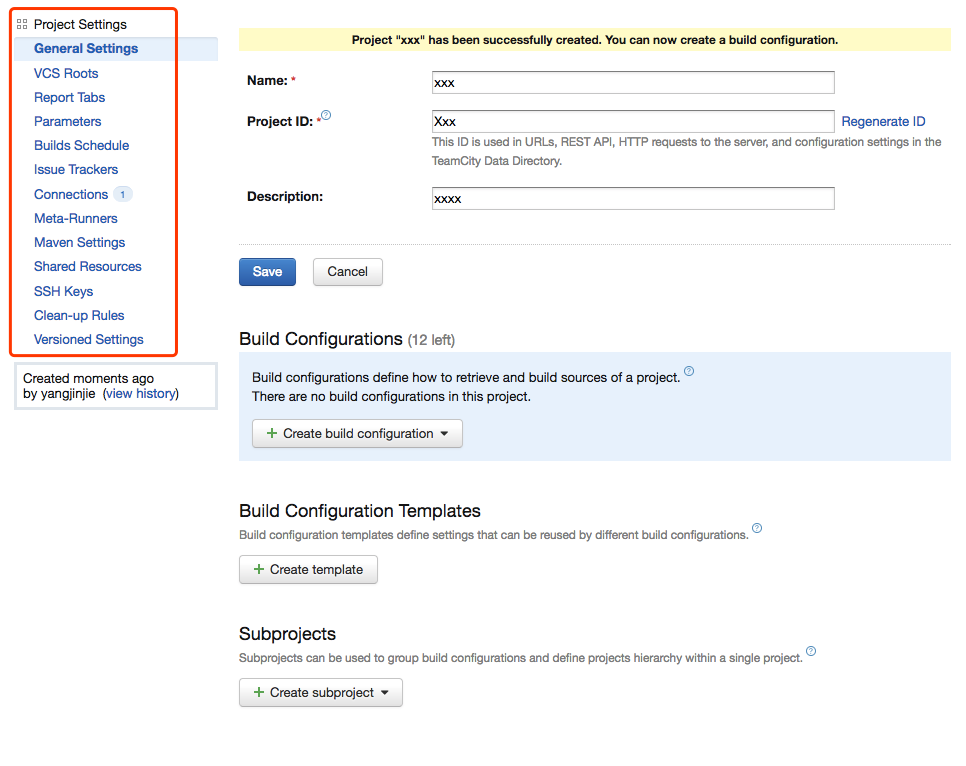 Project Settings
General Settings
VCS Roots
Report Tabs
Parameters
Builds Schedule
Issue Trackers
Connections 1
Meta-Runners
Maven Settings
Shared Resources
SSH Keys
Clean-up Rules
Versioned Settings
Created moments ago
by yangjinjie (view history)
Project "xxx" has been successfully created. You can now create a build configuration.
Name: *
xxx
Project ID: * ?
Xxx
Regenerate ID
This ID is used in URLs, REST API, HTTP requests to the server, and configuration settings in the
TeamCity Data Directory.
Description:
xxxx
Save
Cancel
Build Configurations (12 left)
Build configurations define how to retrieve and build sources of a project. ?
There are no build configurations in this project.
+ Create build configuration
Build Configuration Templates
Build configuration templates define settings that can be reused by different build configurations. ?
+ Create template
Subprojects
Subprojects can be used to group build configurations and define projects hierarchy within a single project. ?
+ Create subproject